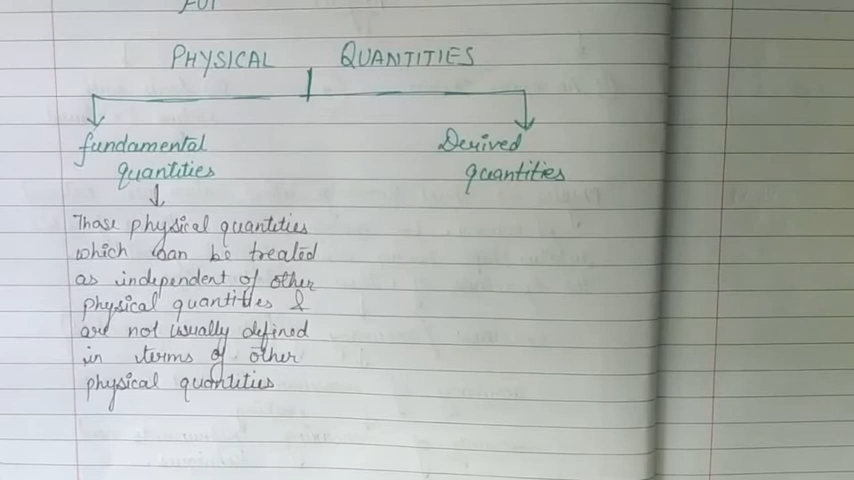 PHYSICAL QUANTITIES
fundamental
quantities
Derived
quantities
Those physical quantities
which can be treated
as independent of other
physical quantities &
are not usually defined
in terms of other
physical quantities